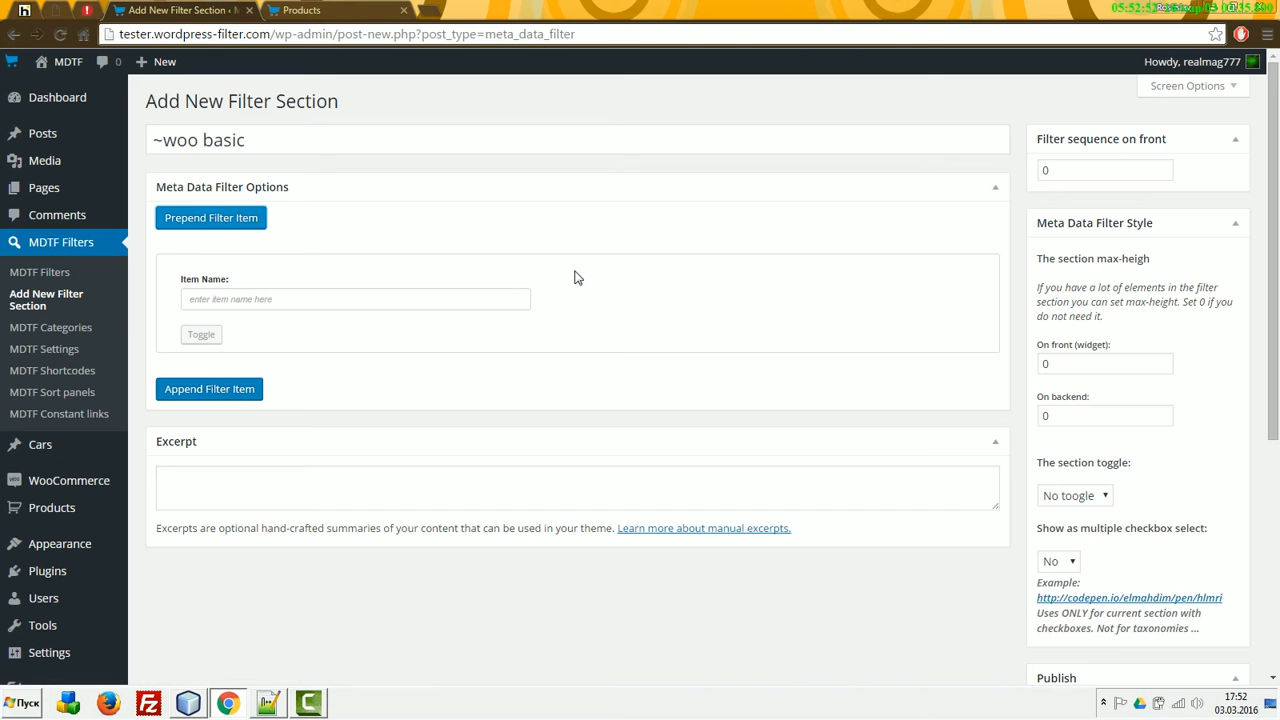 Add New Filter Section ‹ M
Products
tester.wordpress-filter.com/wp-admin/post-new.php?post_type=meta_data_filter
MDTF
0
New
Howdy, realmag777
Screen Options
Dashboard
Posts
Media
Pages
Comments
MDTF Filters
MDTF Filters
Add New Filter
Section
MDTF Categories
MDTF Settings
MDTF Shortcodes
MDTF Sort panels
MDTF Constant links
Cars
WooCommerce
Products
Appearance
Plugins
Users
Tools
Settings
Add New Filter Section
~woo basic
Meta Data Filter Options
Prepend Filter Item
Item Name:
enter item name here
Toggle
Append Filter Item
Excerpt
Excerpts are optional hand-crafted summaries of your content that can be used in your theme. Learn more about manual excerpts.
Filter sequence on front
0
Meta Data Filter Style
The section max-heigh
If you have a lot of elements in the filter
section you can set max-height. Set 0 if you
do not need it.
On front (widget):
0
On backend:
0
The section toggle:
No toogle
Show as multiple checkbox select:
No
Example:
http://codepen.io/elmahdim/pen/hlmri
Uses ONLY for current section with
checkboxes. Not for taxonomies ...
Publish
Пуск
17:52
03.03.2016